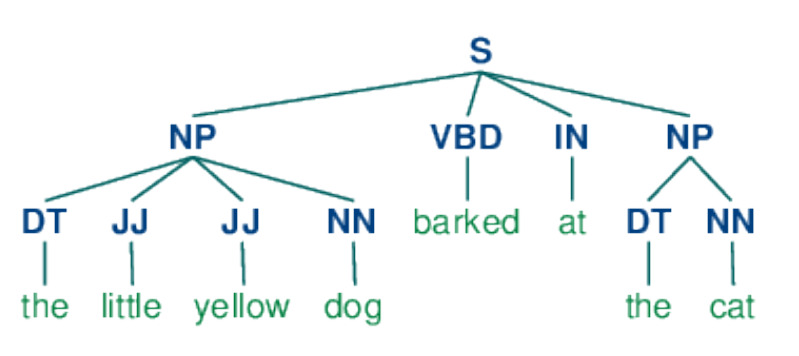 S
NP VBD IN NP
DT JJ JJ NN barked at DT NN
the little yellow dog the cat